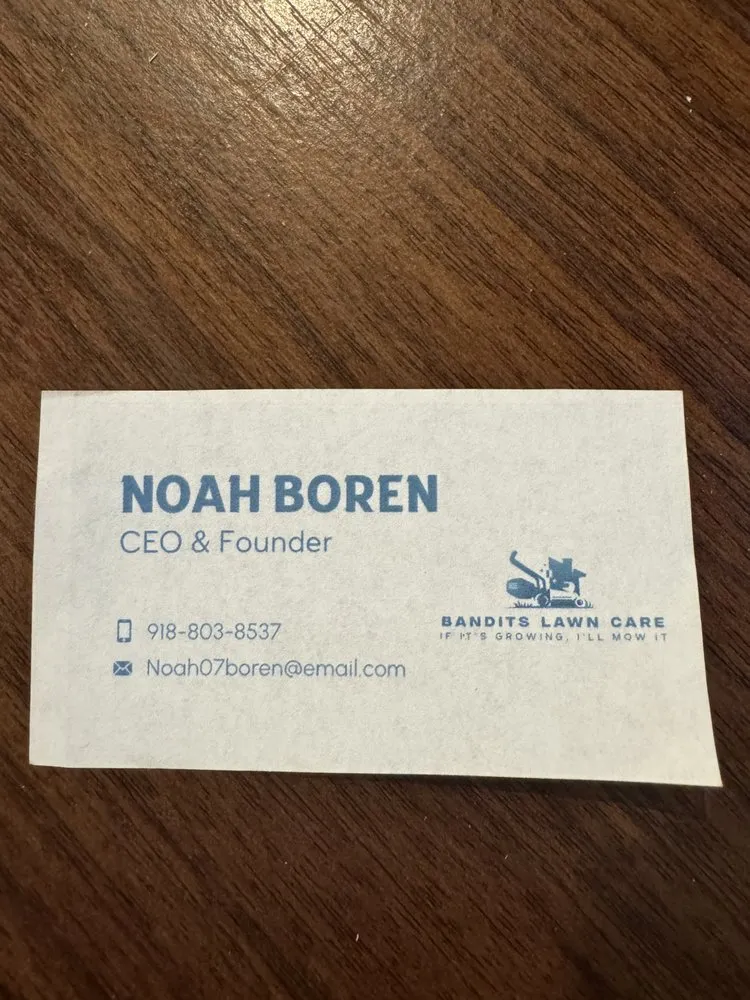 NOAH BOREN
CEO & Founder
918-803-8537
Noah07boren@email.com
BANDITS LAWN CARE
IF IT'S GROWING, I'LL MOW IT